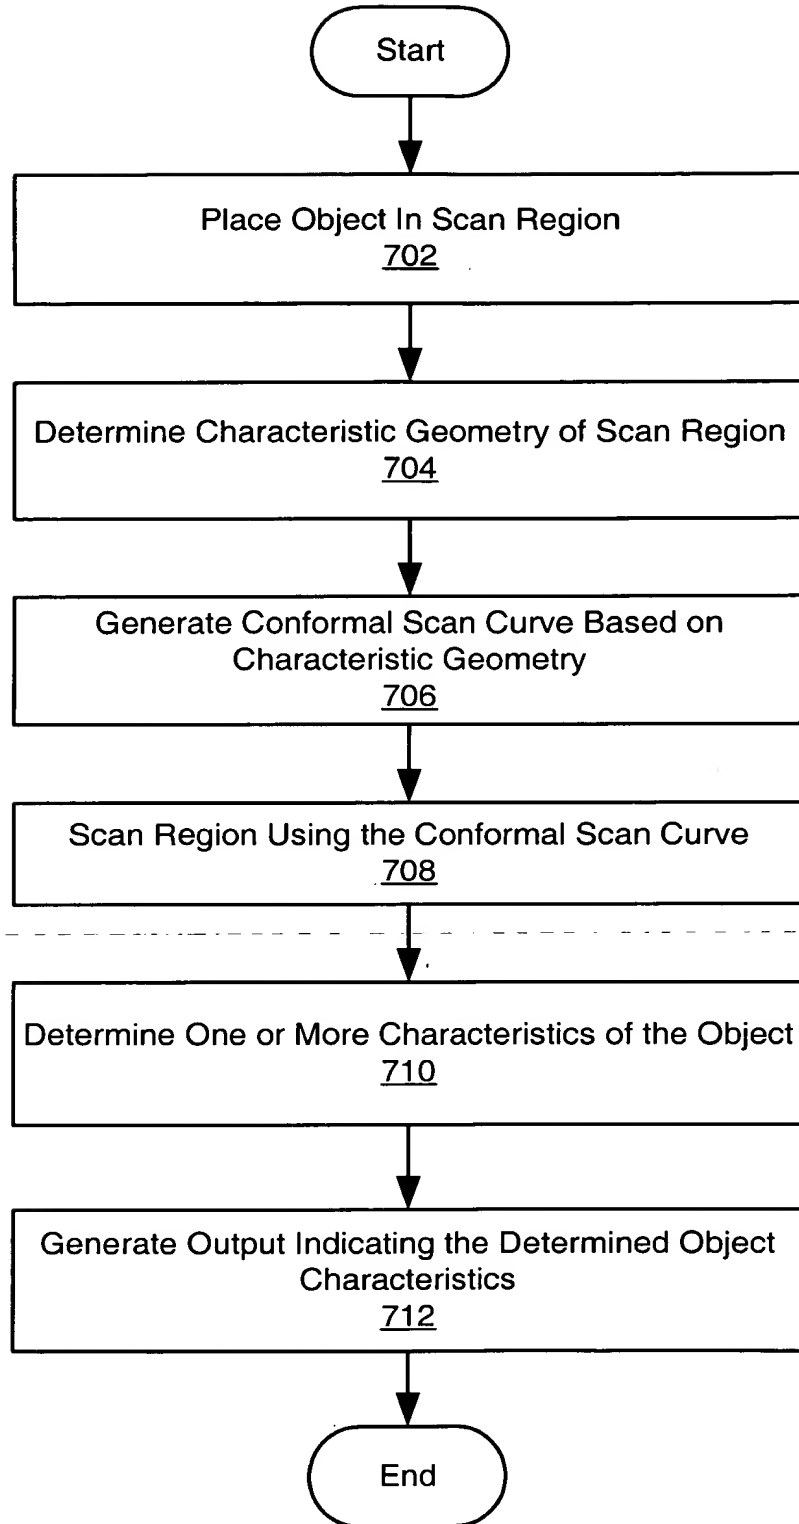 Start
Place Object In Scan Region
702
Determine Characteristic Geometry of Scan Region
704
Generate Conformal Scan Curve Based on
Characteristic Geometry
706
Scan Region Using the Conformal Scan Curve
708
Determine One or More Characteristics of the Object
710
Generate Output Indicating the Determined Object
Characteristics
712
End